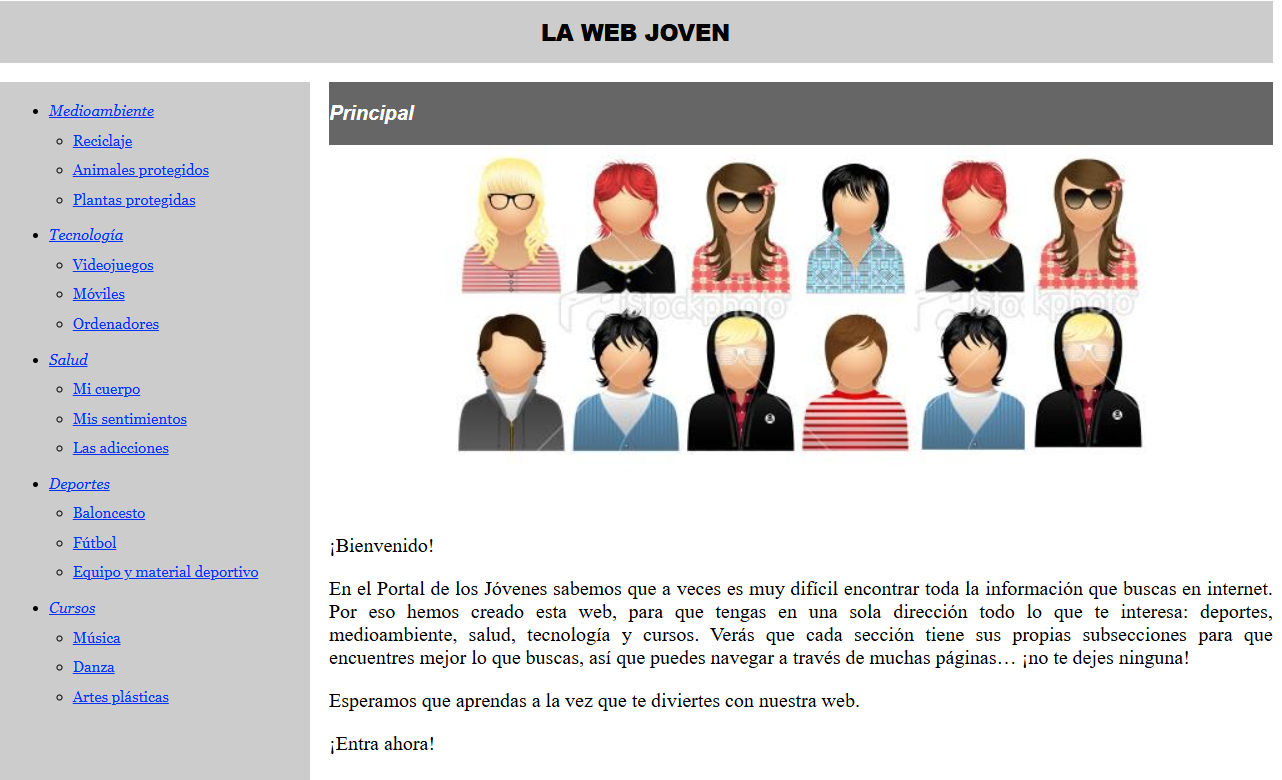 LA WEB JOVEN
Medioambiente
Reciclaje
Animales protegidos
Plantas protegidas
Tecnología
Videojuegos
Móviles
Ordenadores
Salud
Mi cuerpo
Mis sentimientos
Las adicciones
Deportes
Baloncesto
Fútbol
Equipo y material deportivo
Cursos
Música
Danza
Artes plásticas
Principal
iStockphoto
¡Bienvenido!
En el Portal de los Jóvenes sabemos que a veces es muy difícil encontrar toda la información que buscas en internet.
Por eso hemos creado esta web, para que tengas en una sola dirección todo lo que te interesa: deportes,
medioambiente, salud, tecnología y cursos. Verás que cada sección tiene sus propias subsecciones para que
encuentres mejor lo que buscas, así que puedes navegar a través de muchas páginas… ¡no te dejes ninguna!
Esperamos que aprendas a la vez que te diviertes con nuestra web.
¡Entra ahora!